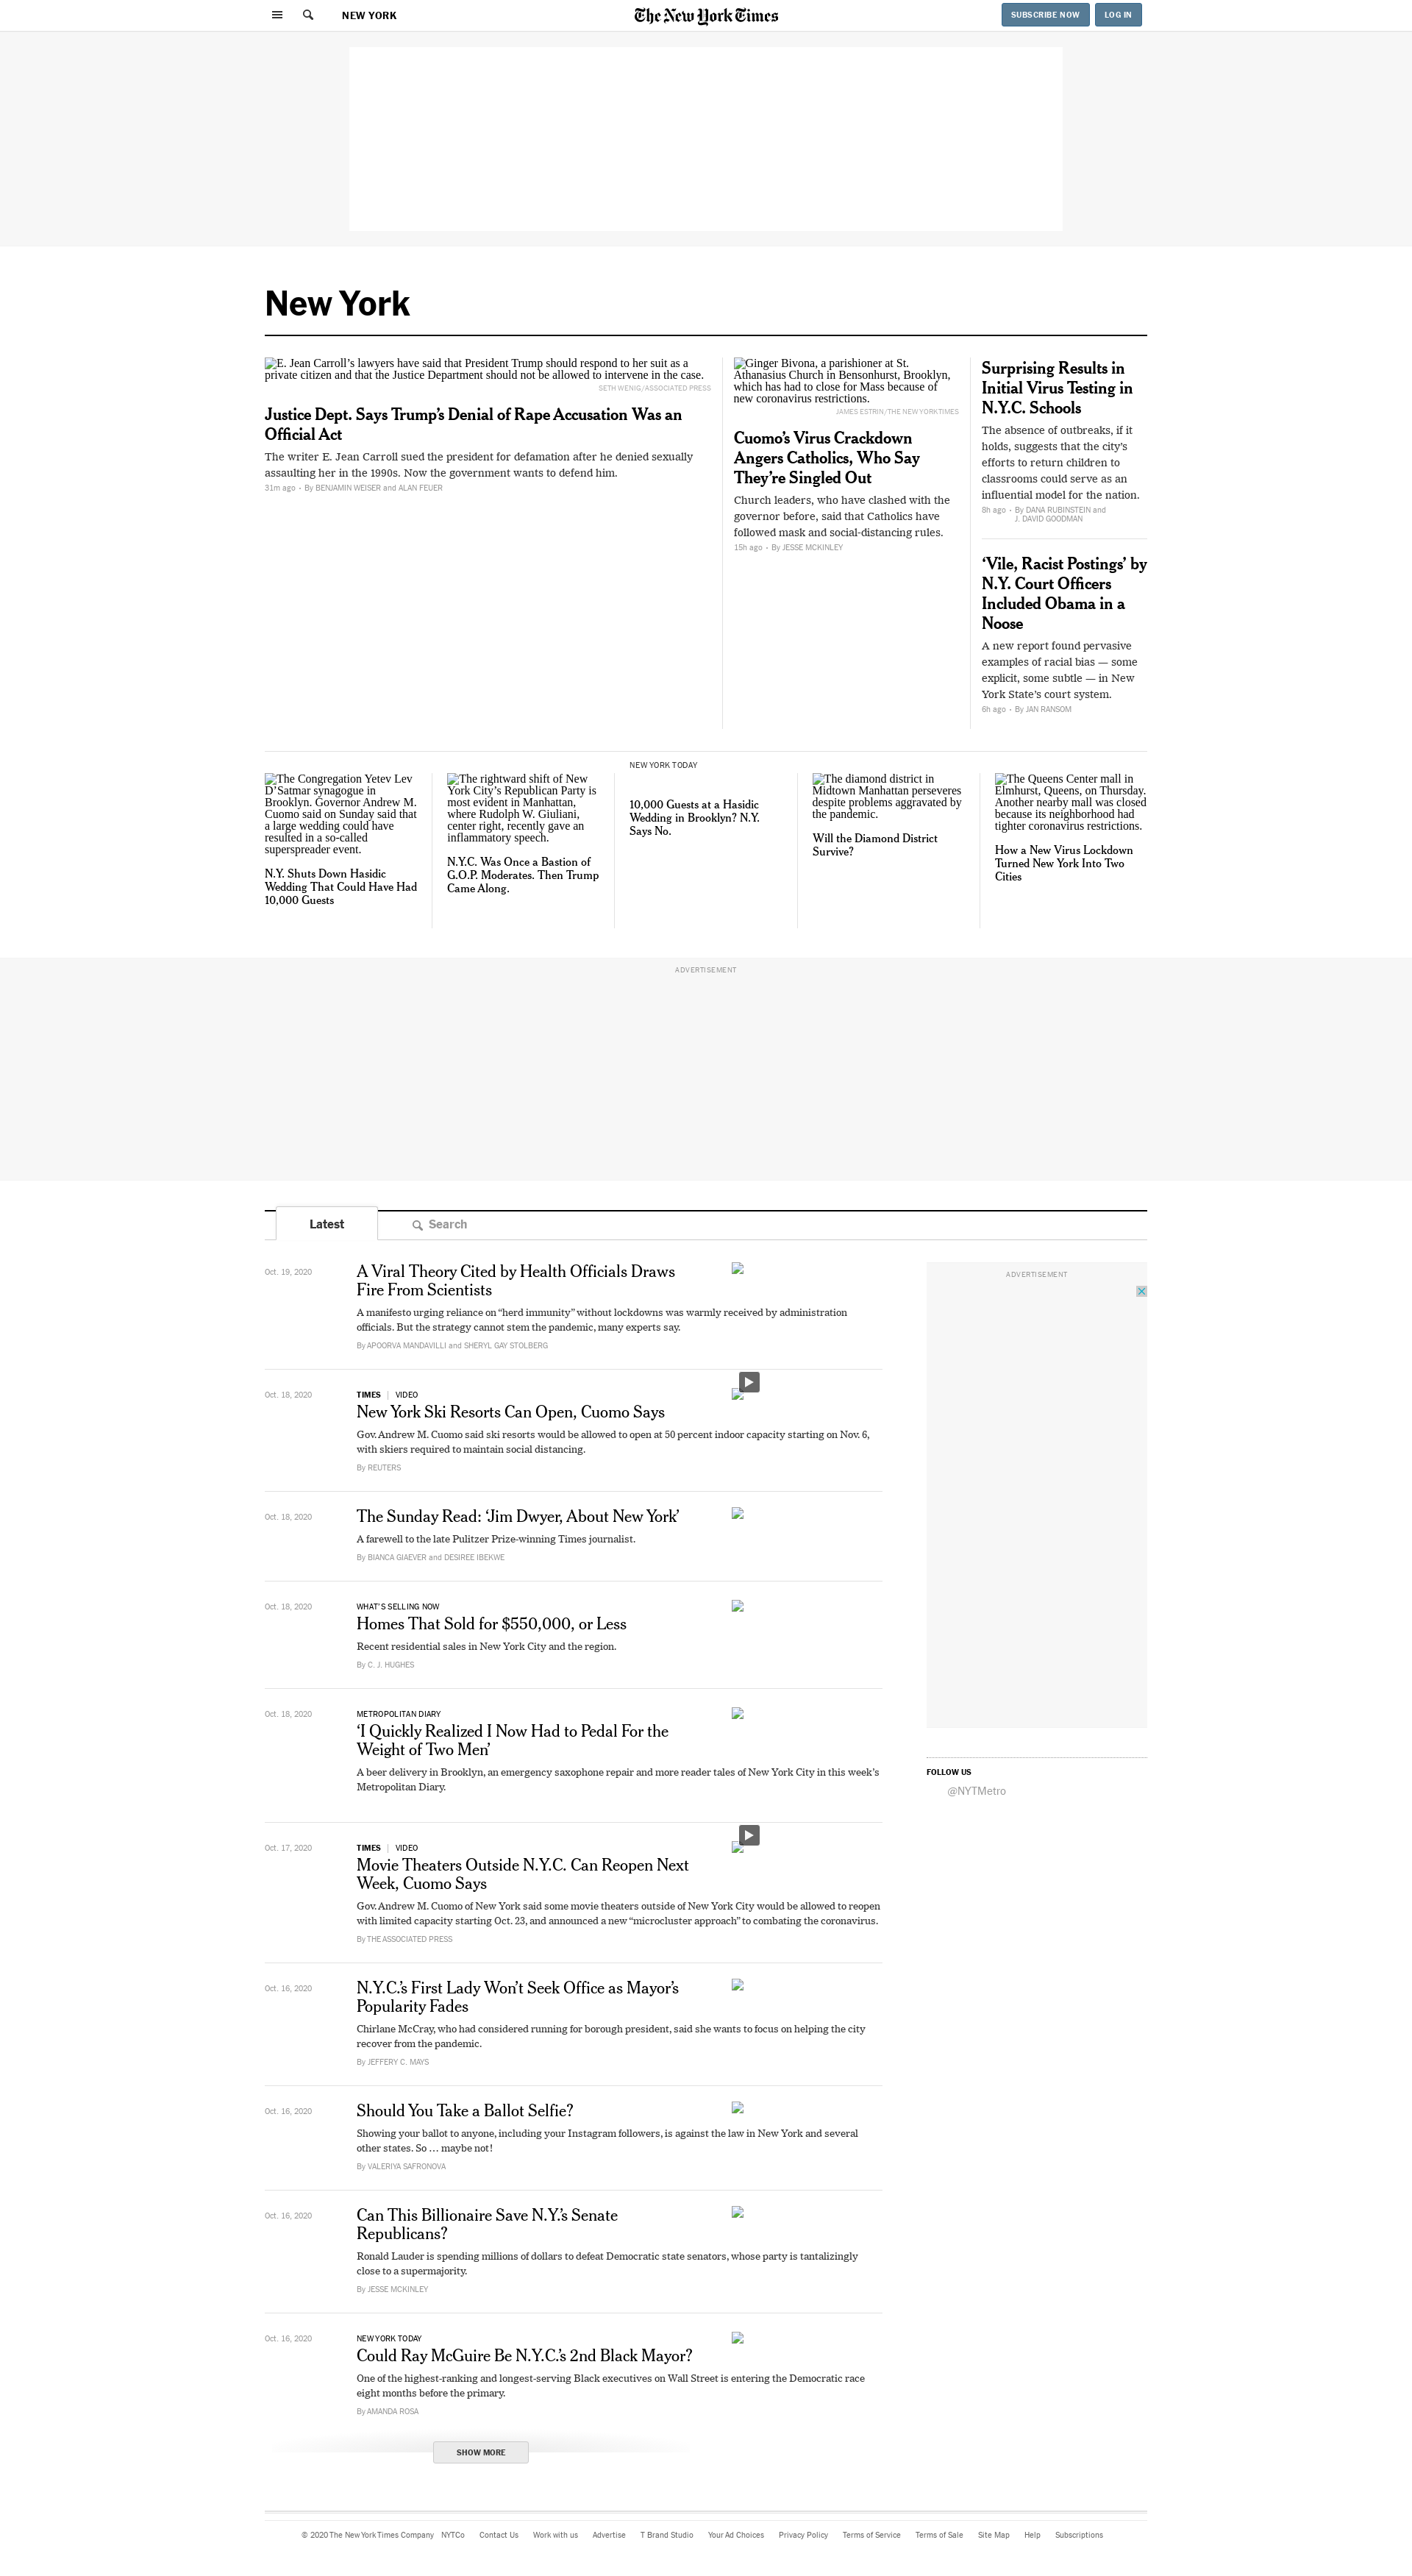 NEW YORK
The New York Times
SUBSCRIBE NOW
LOG IN
New York
E. Jean Carroll’s lawyers have said that President Trump should respond to her suit as a
private citizen and that the Justice Department should not be allowed to intervene in the case.
SETH WENIG/ASSOCIATED PRESS
Justice Dept. Says Trump’s Denial of Rape Accusation Was an
Official Act
The writer E. Jean Carroll sued the president for defamation after he denied sexually
assaulting her in the 1990s. Now the government wants to defend him.
31m ago • By BENJAMIN WEISER and ALAN FEUER
Ginger Bivona, a parishioner at St.
Athanasius Church in Bensonhurst, Brooklyn,
which has had to close for Mass because of
new coronavirus restrictions.
JAMES ESTRIN/THE NEW YORK TIMES
Cuomo’s Virus Crackdown
Angers Catholics, Who Say
They’re Singled Out
Church leaders, who have clashed with the
governor before, said that Catholics have
followed mask and social-distancing rules.
15h ago • By JESSE MCKINLEY
Surprising Results in
Initial Virus Testing in
N.Y.C. Schools
The absence of outbreaks, if it
holds, suggests that the city’s
efforts to return children to
classrooms could serve as an
influential model for the nation.
8h ago • By DANA RUBINSTEIN and
J. DAVID GOODMAN
‘Vile, Racist Postings’ by
N.Y. Court Officers
Included Obama in a
Noose
A new report found pervasive
examples of racial bias — some
explicit, some subtle — in New
York State’s court system.
6h ago • By JAN RANSOM
The Congregation Yetev Lev
D’Satmar synagogue in
Brooklyn. Governor Andrew M.
Cuomo said on Sunday said that
a large wedding could have
resulted in a so-called
superspreader event.
N.Y. Shuts Down Hasidic
Wedding That Could Have Had
10,000 Guests
The rightward shift of New
York City’s Republican Party is
most evident in Manhattan,
where Rudolph W. Giuliani,
center right, recently gave an
inflammatory speech.
N.Y.C. Was Once a Bastion of
G.O.P. Moderates. Then Trump
Came Along.
NEW YORK TODAY
10,000 Guests at a Hasidic
Wedding in Brooklyn? N.Y.
Says No.
The diamond district in
Midtown Manhattan perseveres
despite problems aggravated by
the pandemic.
Will the Diamond District
Survive?
The Queens Center mall in
Elmhurst, Queens, on Thursday.
Another nearby mall was closed
because its neighborhood had
tighter coronavirus restrictions.
How a New Virus Lockdown
Turned New York Into Two
Cities
ADVERTISEMENT
Latest
Search
Oct. 19, 2020
A Viral Theory Cited by Health Officials Draws
Fire From Scientists
A manifesto urging reliance on “herd immunity” without lockdowns was warmly received by administration
officials. But the strategy cannot stem the pandemic, many experts say.
By APOORVA MANDAVILLI and SHERYL GAY STOLBERG
ADVERTISEMENT
Oct. 18, 2020
TIMES | VIDEO
New York Ski Resorts Can Open, Cuomo Says
Gov. Andrew M. Cuomo said ski resorts would be allowed to open at 50 percent indoor capacity starting on Nov. 6,
with skiers required to maintain social distancing.
By REUTERS
Oct. 18, 2020
The Sunday Read: ‘Jim Dwyer, About New York’
A farewell to the late Pulitzer Prize-winning Times journalist.
By BIANCA GIAEVER and DESIREE IBEKWE
Oct. 18, 2020
WHAT’S SELLING NOW
Homes That Sold for $550,000, or Less
Recent residential sales in New York City and the region.
By C. J. HUGHES
Oct. 18, 2020
METROPOLITAN DIARY
‘I Quickly Realized I Now Had to Pedal For the
Weight of Two Men’
A beer delivery in Brooklyn, an emergency saxophone repair and more reader tales of New York City in this week’s
Metropolitan Diary.
FOLLOW US
@NYTMetro
Oct. 17, 2020
TIMES | VIDEO
Movie Theaters Outside N.Y.C. Can Reopen Next
Week, Cuomo Says
Gov. Andrew M. Cuomo of New York said some movie theaters outside of New York City would be allowed to reopen
with limited capacity starting Oct. 23, and announced a new “microcluster approach” to combating the coronavirus.
By THE ASSOCIATED PRESS
Oct. 16, 2020
N.Y.C.’s First Lady Won’t Seek Office as Mayor’s
Popularity Fades
Chirlane McCray, who had considered running for borough president, said she wants to focus on helping the city
recover from the pandemic.
By JEFFERY C. MAYS
Oct. 16, 2020
Should You Take a Ballot Selfie?
Showing your ballot to anyone, including your Instagram followers, is against the law in New York and several
other states. So … maybe not!
By VALERIYA SAFRONOVA
Oct. 16, 2020
Can This Billionaire Save N.Y.’s Senate
Republicans?
Ronald Lauder is spending millions of dollars to defeat Democratic state senators, whose party is tantalizingly
close to a supermajority.
By JESSE MCKINLEY
Oct. 16, 2020
NEW YORK TODAY
Could Ray McGuire Be N.Y.C.’s 2nd Black Mayor?
One of the highest-ranking and longest-serving Black executives on Wall Street is entering the Democratic race
eight months before the primary.
By AMANDA ROSA
SHOW MORE
© 2020 The New York Times Company NYTCo Contact Us Work with us Advertise T Brand Studio Your Ad Choices Privacy Policy Terms of Service Terms of Sale Site Map Help Subscriptions